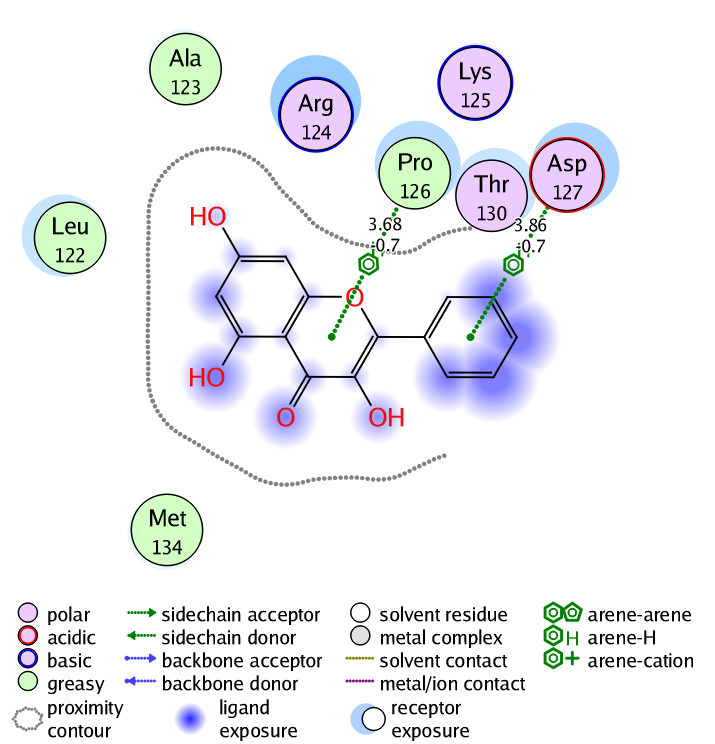 Ala
123
Arg
124
Lys
125
Pro
126
Thr
130
Asp
127
Leu
122
3.68
-0.7
3.86
-0.7
HO
O
HO
O
OH
Met
134
polar
sidechain acceptor
solvent residue
arene-arene
acidic
sidechain donor
metal complex
H
arene-H
basic
backbone acceptor
solvent contact
+
arene-cation
greasy
backbone donor
metal/ion contact
proximity
contour
ligand
exposure
receptor
exposure